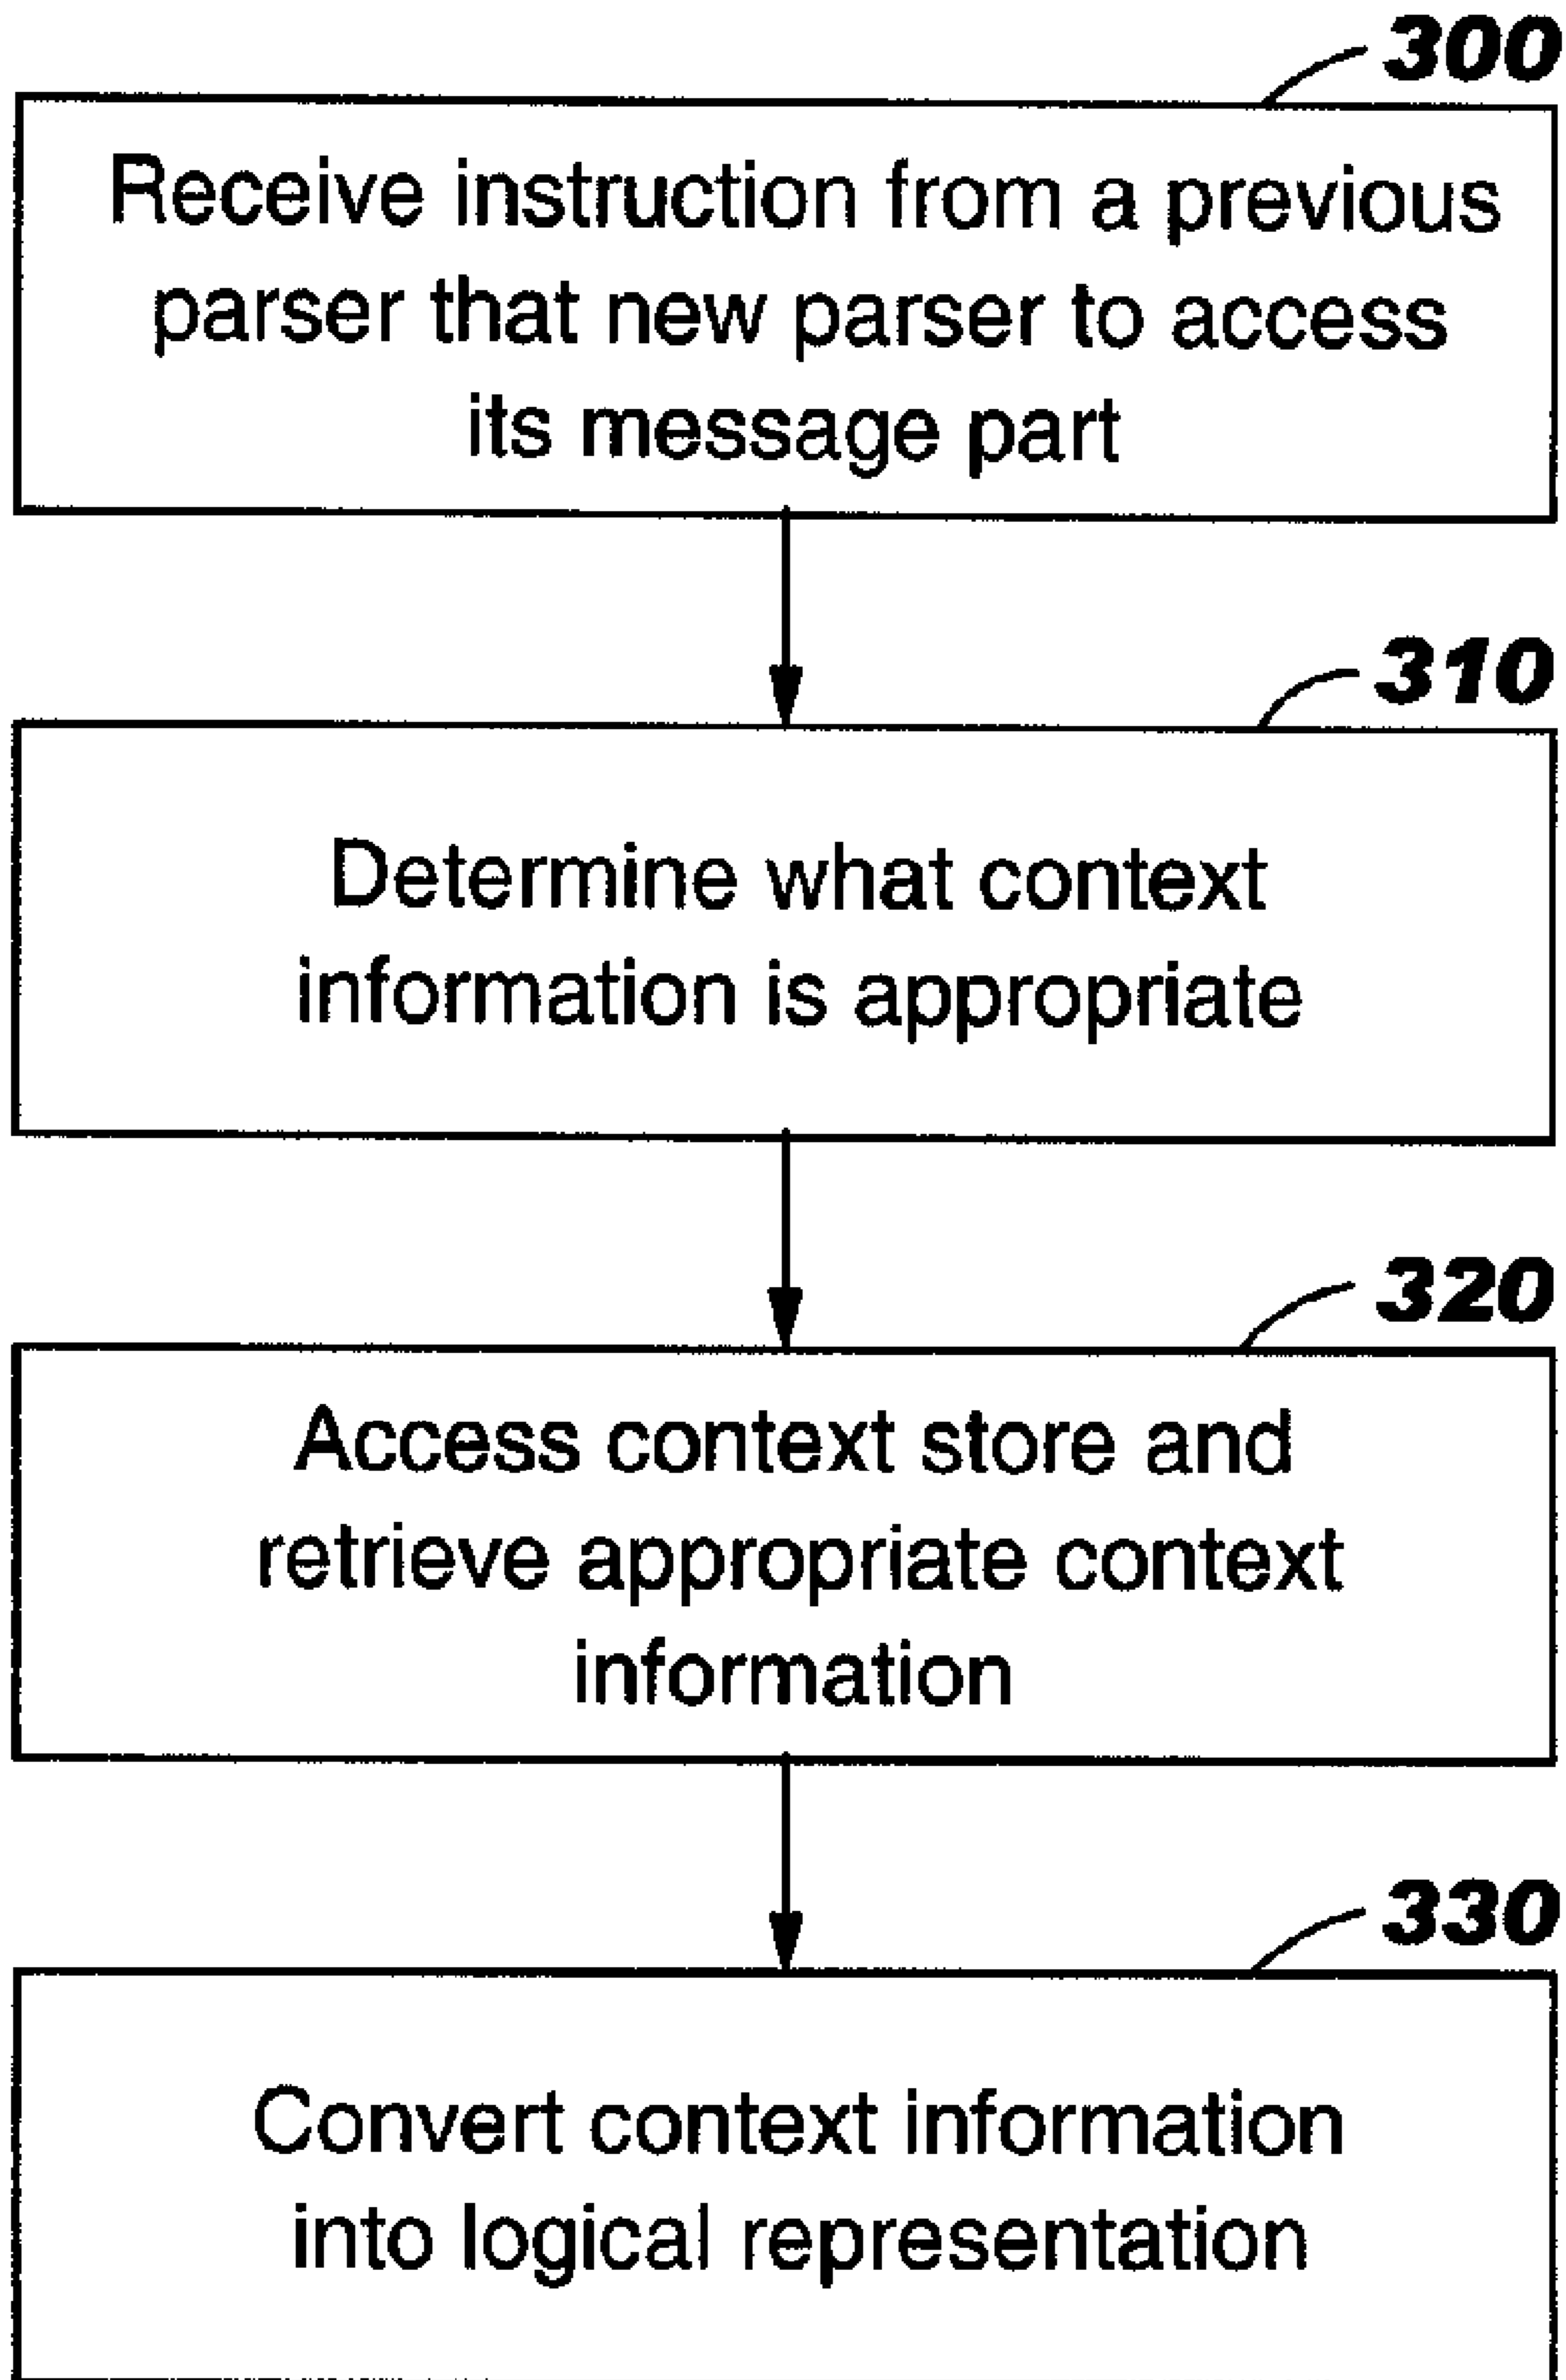 300
Receive instruction from a previous
parser that new parser to access
its message part
310
Determine what context
information is appropriate
320
Access context store and
retrieve appropriate context
information
330
Convert context information
into logical representation